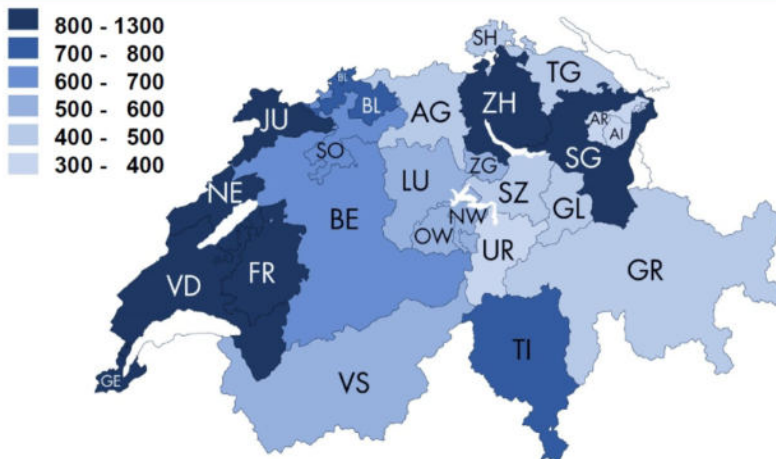 800 - 1300
700 - 800
600 - 700
500 - 600
400 - 500
300 - 400
SH
TG
BL
ZH
BL
AG
JU
AR
AI
SO
SG
ZG
LU
SZ
NE
NW
GL
BE
OW
UR
FR
GR
VD
TI
GE
VS